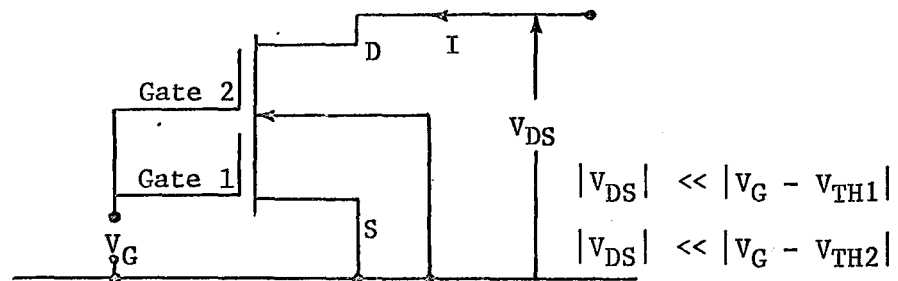 D
I
Gate 2
V_DS
Gate 1
|V_DS| << |V_G - V_TH1|
S
V_G
|V_DS| << |V_G - V_TH2|